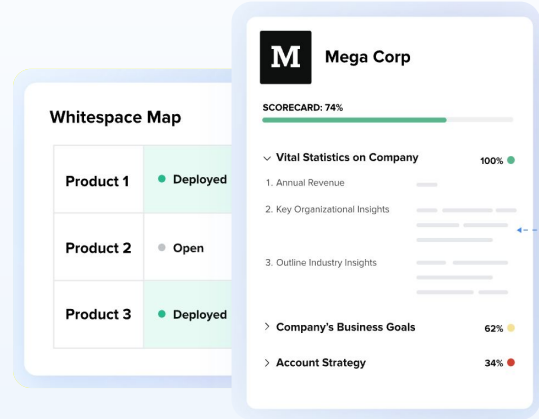 Whitespace Map
Product 1 Deployed
Product 2 Open
Product 3 Deployed
M Mega Corp
SCORECARD: 74%
Vital Statistics on Company 100%
1. Annual Revenue
2. Key Organizational Insights
3. Outline Industry Insights
Company's Business Goals 62%
Account Strategy 34%